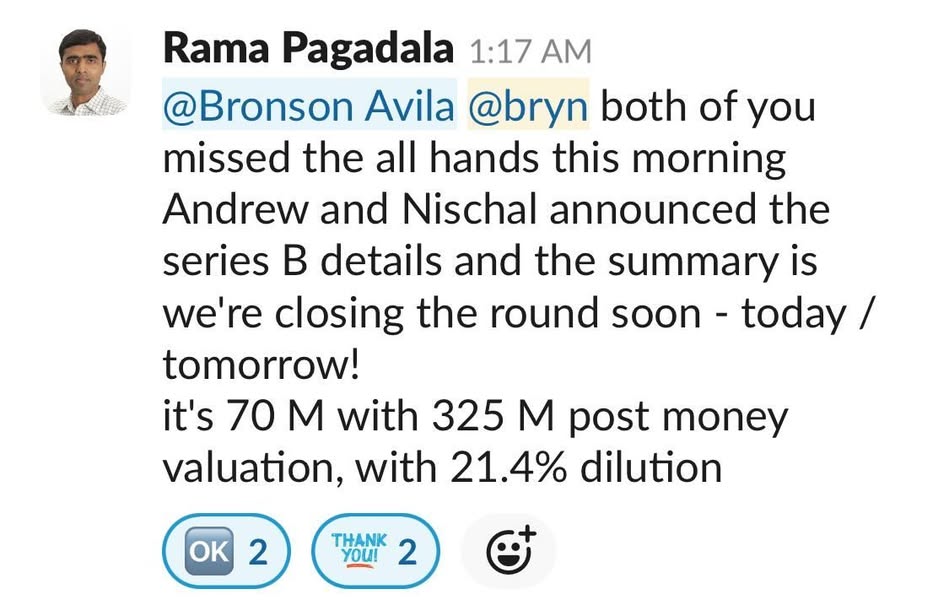 Rama Pagadala 1:17 AM
@Bronson Avila @bryn both of you
missed the all hands this morning
Andrew and Nischal announced the
series B details and the summary is
we're closing the round soon - today /
tomorrow!
it's 70 M with 325 M post money
valuation, with 21.4% dilution
OK 2 THANK YOU! 2